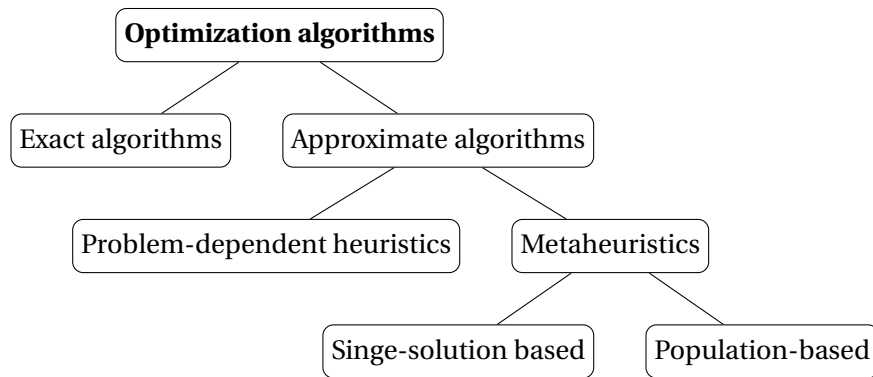 Optimization algorithms
Exact algorithms
Approximate algorithms
Problem-dependent heuristics
Metaheuristics
Singe-solution based
Population-based